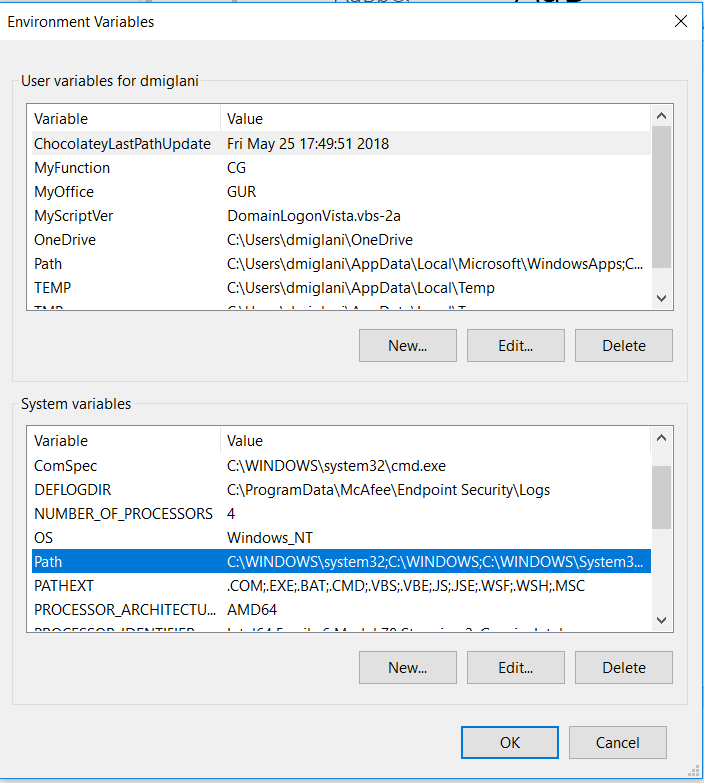 Environment Variables
User variables for dmiglani
Variable Value
ChocolateyLastPathUpdate Fri May 25 17:49:51 2018
MyFunction CG
MyOffice GUR
MyScriptVer DomainLogonVista.vbs-2a
OneDrive C:\Users\dmiglani\OneDrive
Path C:\Users\dmiglani\AppData\Local\Microsoft\WindowsApps;C...
TEMP C:\Users\dmiglani\AppData\Local\Temp
New... Edit... Delete
System variables
Variable Value
ComSpec C:\WINDOWS\system32\cmd.exe
DEFLOGDIR C:\ProgramData\McAfee\Endpoint Security\Logs
NUMBER_OF_PROCESSORS 4
OS Windows_NT
Path C:\WINDOWS\system32;C:\WINDOWS;C:\WINDOWS\System3...
PATHEXT .COM;.EXE;.BAT;.CMD;.VBS;.VBE;.JS;.JSE;.WSF;.WSH;.MSC
PROCESSOR_ARCHITECTU... AMD64
New... Edit... Delete
OK Cancel